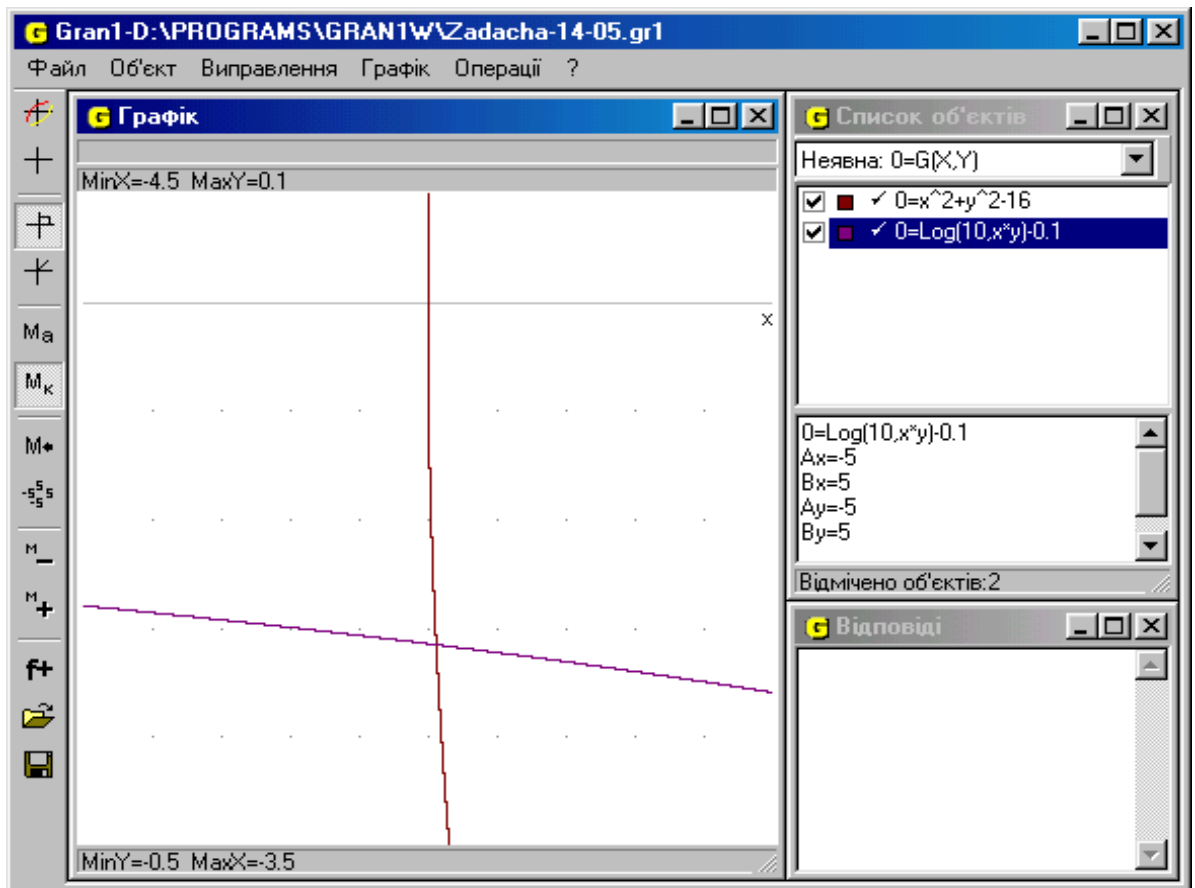 Gran1-D:\PROGRAMS\GRAN1W\Zadacha-14-05.gr1
Файл Об'єкт Виправлення Графік Операції ?
Графік
MinX=-4.5 MaxY=0.1
x
MinY=-0.5 MaxX=-3.5
Ma
Mк
M
-5 5 5 -5
M
M
f+
Список об'єктів
Неявна: 0=G(X,Y)
0=x^2+y^2-16
0=Log(10,x*y)-0.1
0=Log(10,x*y)-0.1
Ax=-5
Bx=5
Ay=-5
By=5
Відмічено об'єктів:2
Відповіді